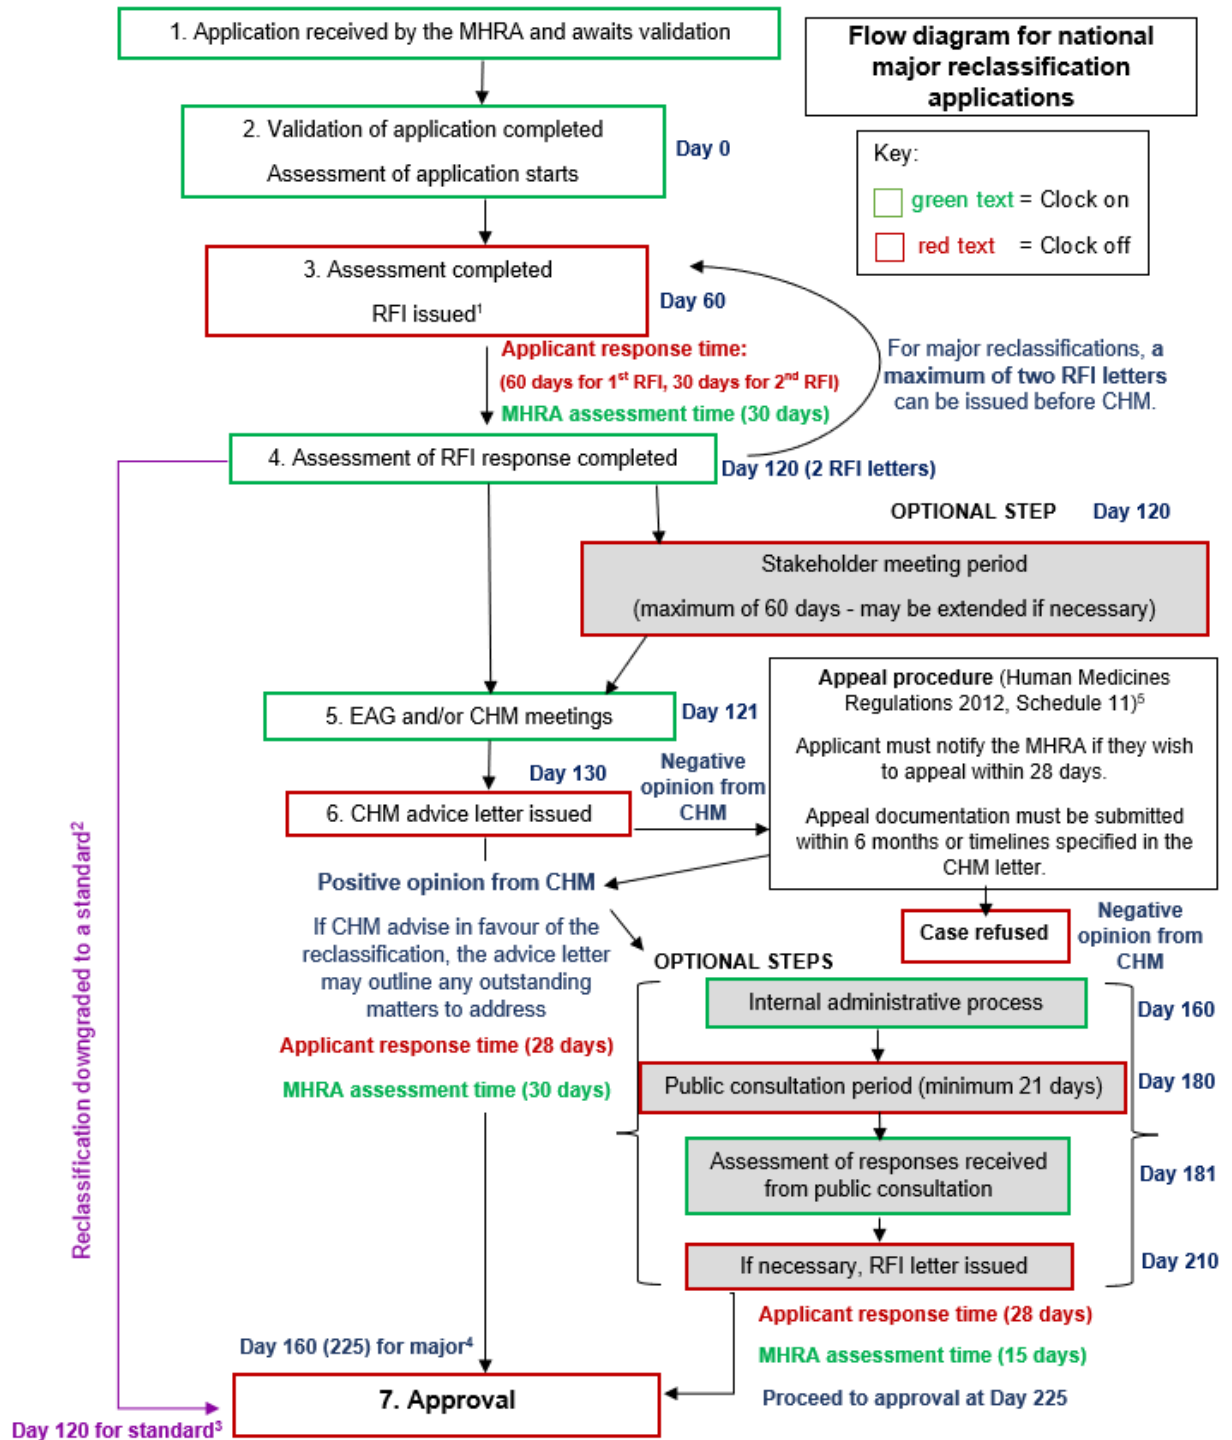 1. Application received by the MHRA and awaits validation
Flow diagram for national
major reclassification
applications
2. Validation of application completed
Assessment of application starts
Day 0
Key:
green text = Clock on
red text = Clock off
3. Assessment completed
RFI issued¹
Day 60
Applicant response time:
(60 days for 1st RFI, 30 days for 2nd RFI)
MHRA assessment time (30 days)
For major reclassifications, a
maximum of two RFI letters
can be issued before CHM.
4. Assessment of RFI response completed
Day 120 (2 RFI letters)
OPTIONAL STEP Day 120
Stakeholder meeting period
(maximum of 60 days - may be extended if necessary)
5. EAG and/or CHM meetings
Day 121
Appeal procedure (Human Medicines
Regulations 2012, Schedule 11)⁵
Applicant must notify the MHRA if they wish
to appeal within 28 days.
Appeal documentation must be submitted
within 6 months or timelines specified in the
CHM letter.
Day 130
Negative
opinion from
CHM
6. CHM advice letter issued
Positive opinion from CHM
If CHM advise in favour of the
reclassification, the advice letter
may outline any outstanding
matters to address
Applicant response time (28 days)
MHRA assessment time (30 days)
Case refused
Negative
opinion from
CHM
OPTIONAL STEPS
Internal administrative process
Day 160
Public consultation period (minimum 21 days)
Day 180
Assessment of responses received
from public consultation
Day 181
If necessary, RFI letter issued
Day 210
Applicant response time (28 days)
MHRA assessment time (15 days)
Proceed to approval at Day 225
Reclassification downgraded to a standard²
Day 160 (225) for major⁴
7. Approval
Day 120 for standard³